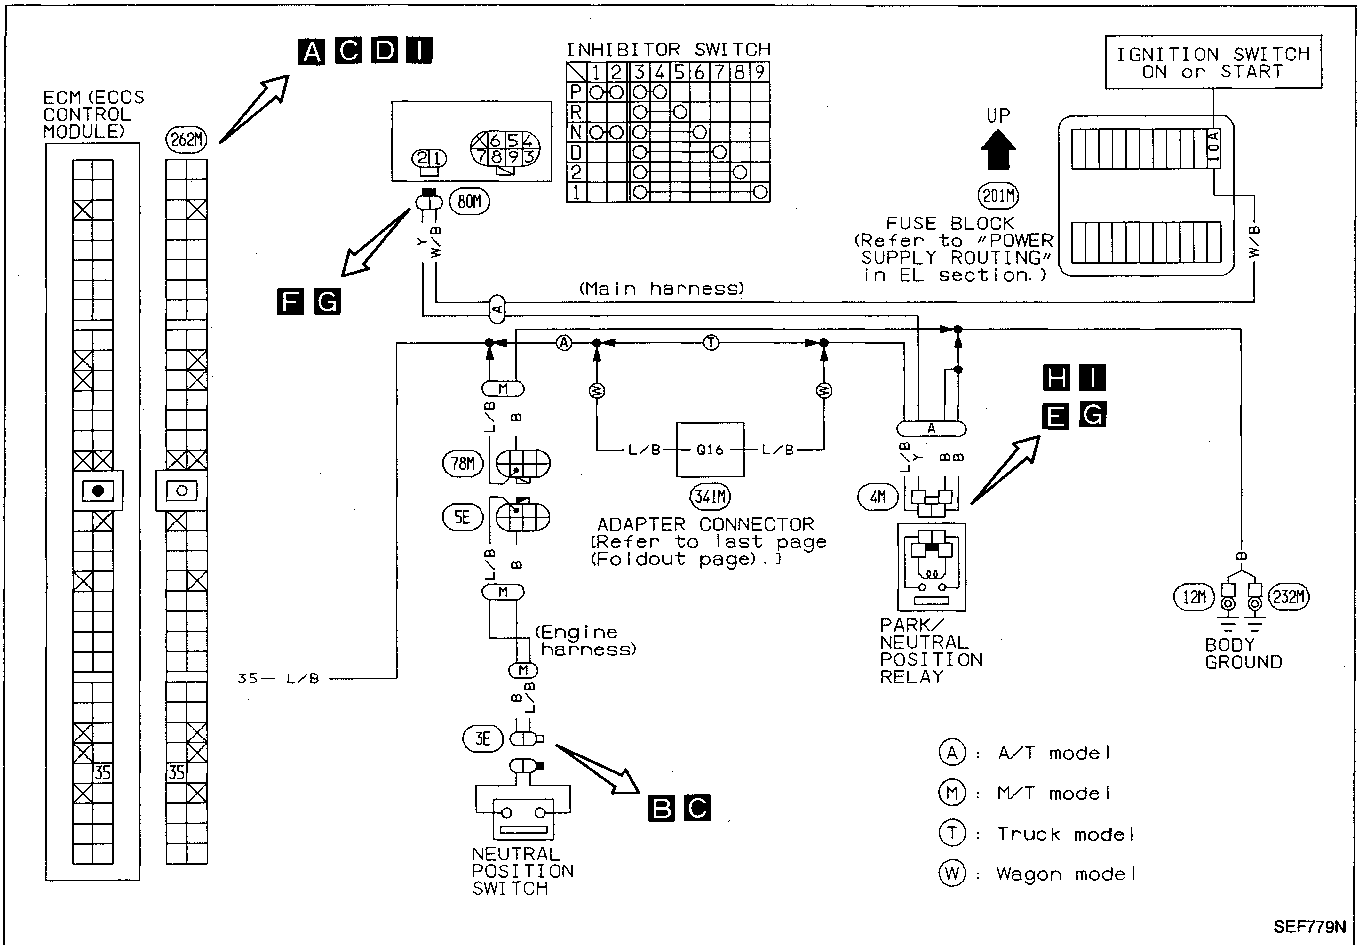 A C D I
ECM (ECCS
CONTROL
MODULE)
262M
35
35
35— L/B
INHIBITOR SWITCH
1 2 3 4 5 6 7 8 9
P
R
N
D
2
1
2 1
6 5 4
7 8 9 3
80M
Y
W/B
F G
(Main harness)
A
IGNITION SWITCH
ON or START
UP
201M
FUSE BLOCK
(Refer to "POWER
SUPPLY ROUTING"
in EL section.)
10A
W/B
A
T
M
W
W
L/B
B
78M
5E
L/B
B
M
(Engine
harness)
M
B
L/B
3E
B C
NEUTRAL
POSITION
SWITCH
L/B
Q16
L/B
341M
ADAPTER CONNECTOR
[Refer to last page
(Foldout page).]
H I
E G
A
L/B
Y
B
B
4M
PARK/
NEUTRAL
POSITION
RELAY
B
12M
232M
BODY
GROUND
A : A/T model
M : M/T model
T : Truck model
W : Wagon model
SEF779N